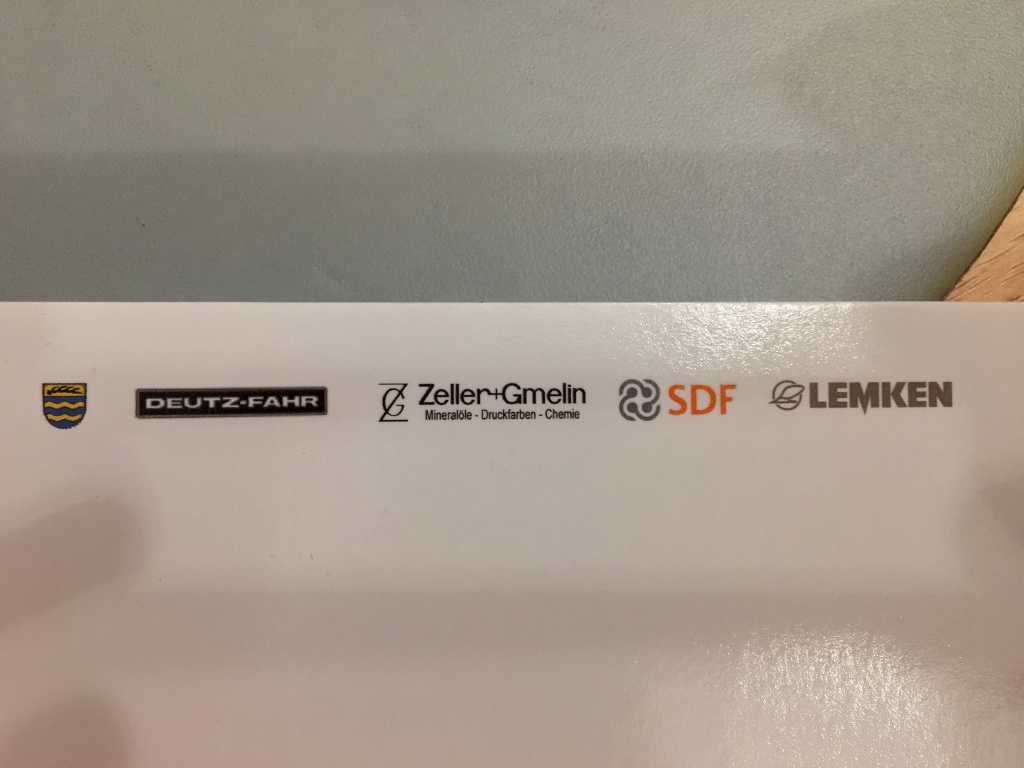 DEUTZ-FAHR
Zeller+Gmelin
Mineralöle - Druckfarben - Chemie
SDF
LEMKEN